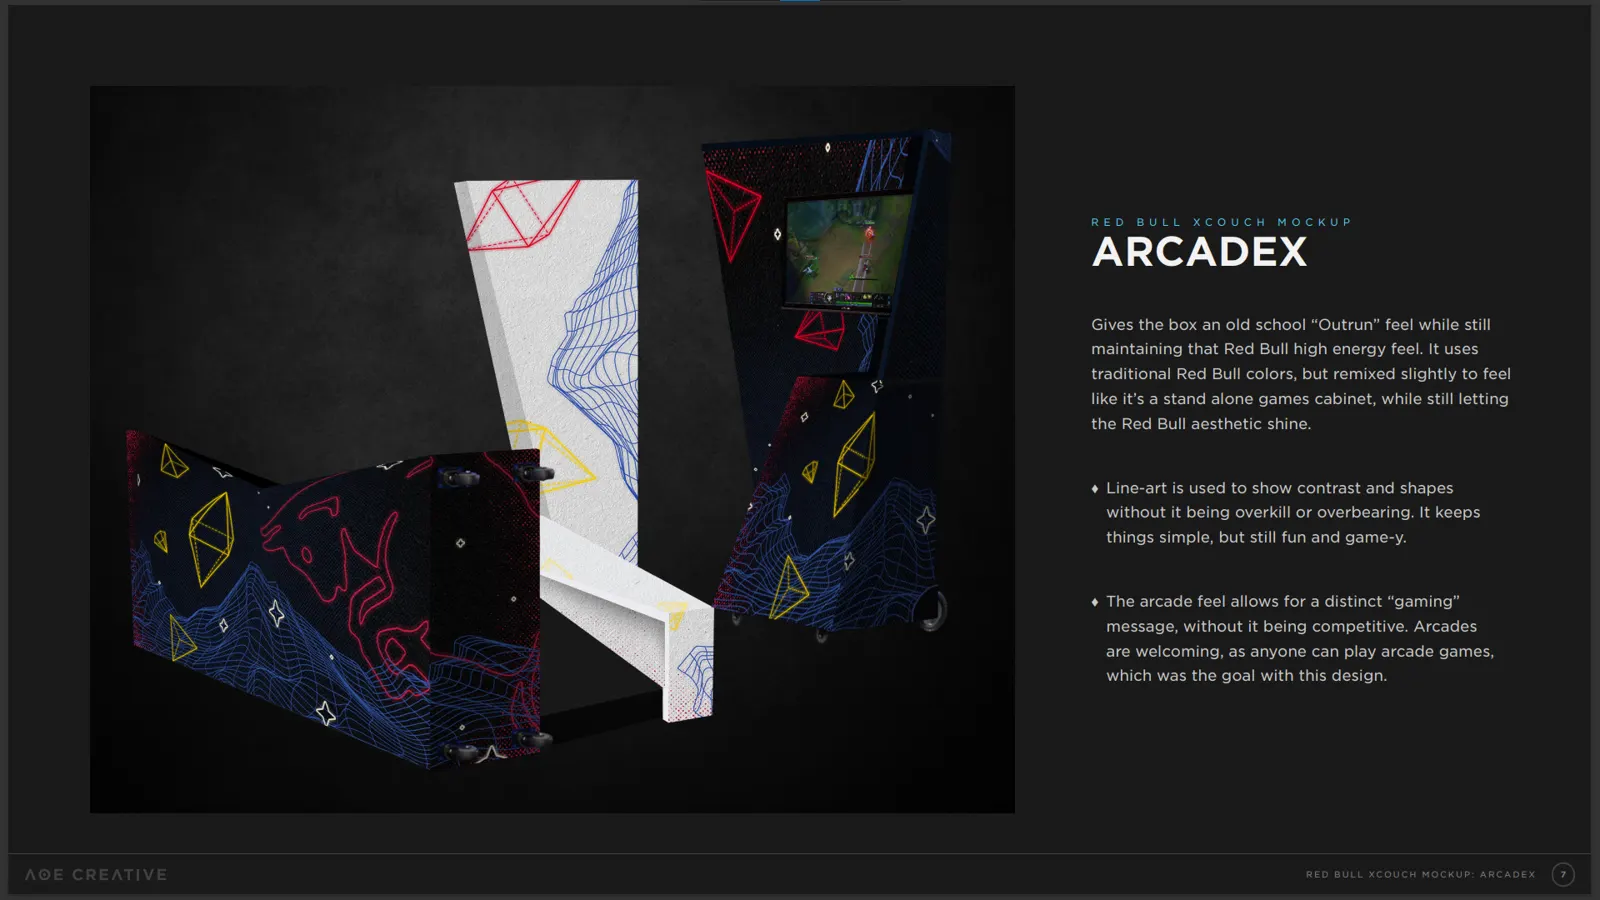 RED BULL XCOUCH MOCKUP
ARCADEX
Gives the box an old school “Outrun” feel while still
maintaining that Red Bull high energy feel. It uses
traditional Red Bull colors, but remixed slightly to feel
like it’s a stand alone games cabinet, while still letting
the Red Bull aesthetic shine.
♦ Line-art is used to show contrast and shapes
without it being overkill or overbearing. It keeps
things simple, but still fun and game-y.
♦ The arcade feel allows for a distinct “gaming”
message, without it being competitive. Arcades
are welcoming, as anyone can play arcade games,
which was the goal with this design.
AOE CREATIVE
RED BULL XCOUCH MOCKUP: ARCADEX
7